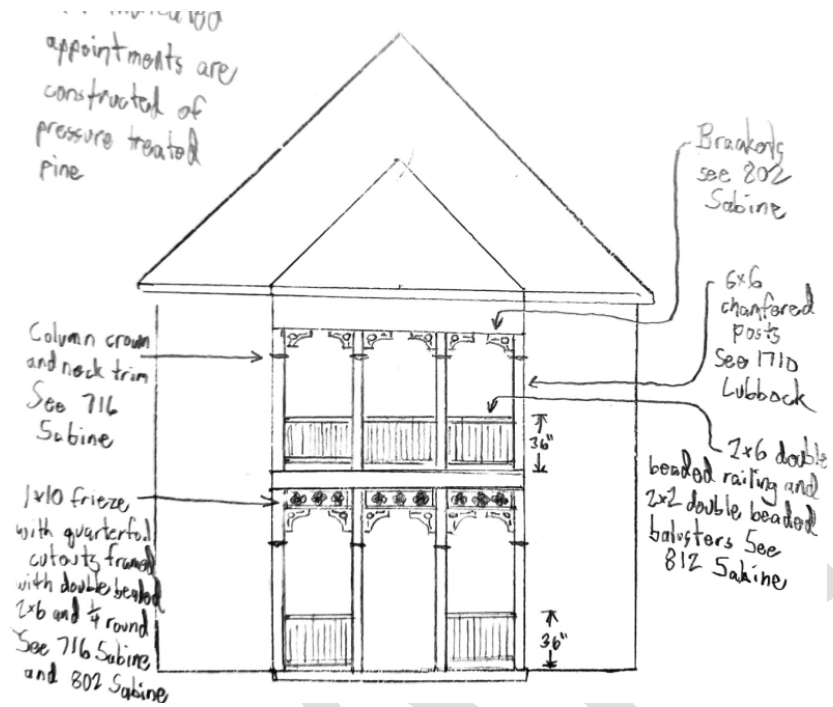 appointments are
constructed of
pressure treated
pine
Brackets
see 802
Sabine
6x6
chamfered
posts
See 1710
Lubbock
Column crown
and neck trim
See 716
Sabine
36"
2x6 double
beaded railing and
2x2 double beaded
balusters See
812 Sabine
1x10 frieze
with quarterfoil
cutouts framed
with double beaded
2x6 and 1/4 round
See 716 Sabine
and 802 Sabine
36"